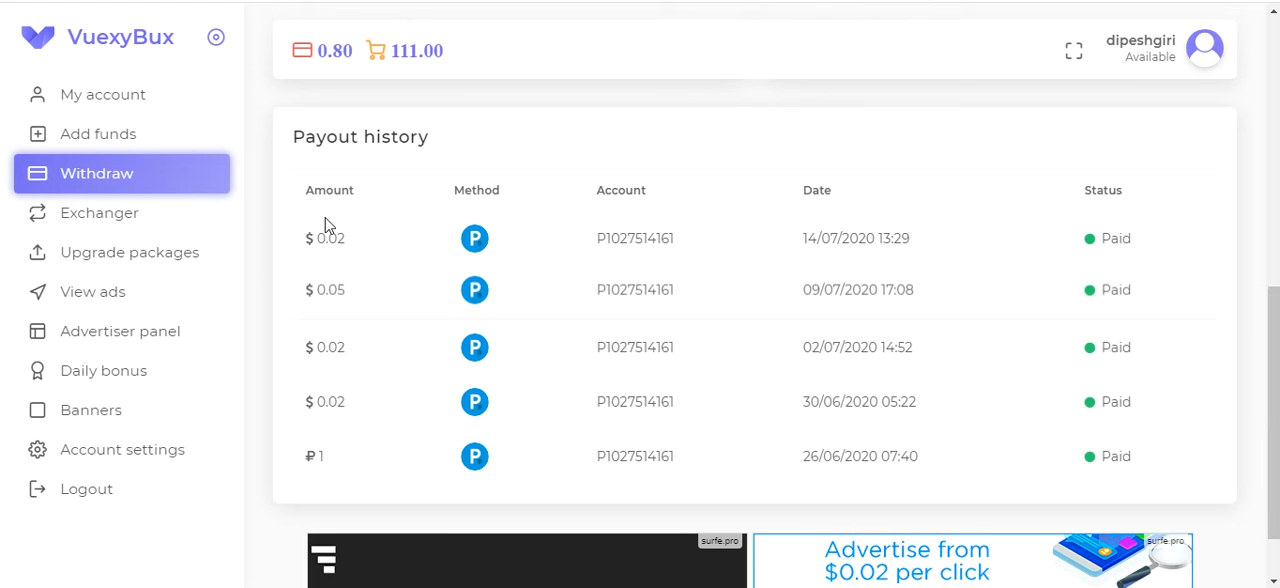 VuexyBux
My account
Add funds
Withdraw
Exchanger
Upgrade packages
View ads
Advertiser panel
Daily bonus
Banners
Account settings
Logout
0.80 111.00
dipeshgiri
Available
Payout history
Amount Method Account Date Status
$ 0.02 P P1027514161 14/07/2020 13:29 Paid
$ 0.05 P P1027514161 09/07/2020 17:08 Paid
$ 0.02 P P1027514161 02/07/2020 14:52 Paid
$ 0.02 P P1027514161 30/06/2020 05:22 Paid
₽ 1 P P1027514161 26/06/2020 07:40 Paid
surfe.pro
surfe.pro
Advertise from
$0.02 per click